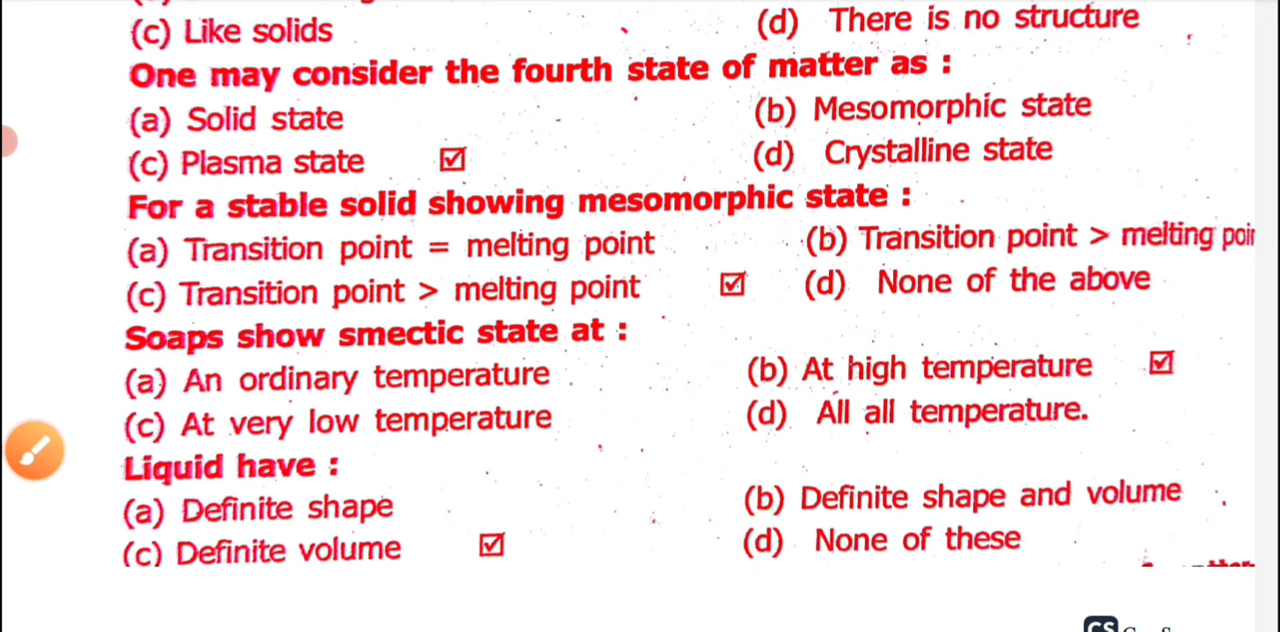 (c) Like solids (d) There is no structure
One may consider the fourth state of matter as :
(a) Solid state (b) Mesomorphic state
(c) Plasma state ☑ (d) Crystalline state
For a stable solid showing mesomorphic state :
(a) Transition point = melting point (b) Transition point > melting poin
(c) Transition point > melting point ☑ (d) None of the above
Soaps show smectic state at :
(a) An ordinary temperature (b) At high temperature ☑
(c) At very low temperature (d) All all temperature.
Liquid have :
(a) Definite shape (b) Definite shape and volume
(c) Definite volume ☑ (d) None of these
CS